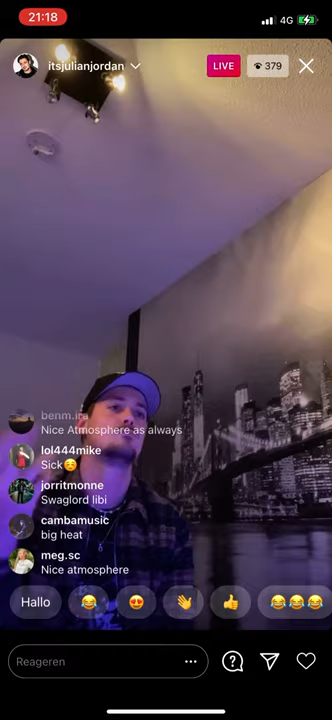 21:18
4G
itsjulianjordan
LIVE
379
benm.ira
Nice Atmosphere as always
lol444mike
Sick😏
jorritmonne
Swaglord libi
cambamusic
big heat
meg.sc
Nice atmosphere
Hallo 😂 😍 👋 👍 😂😂😂
Reageren